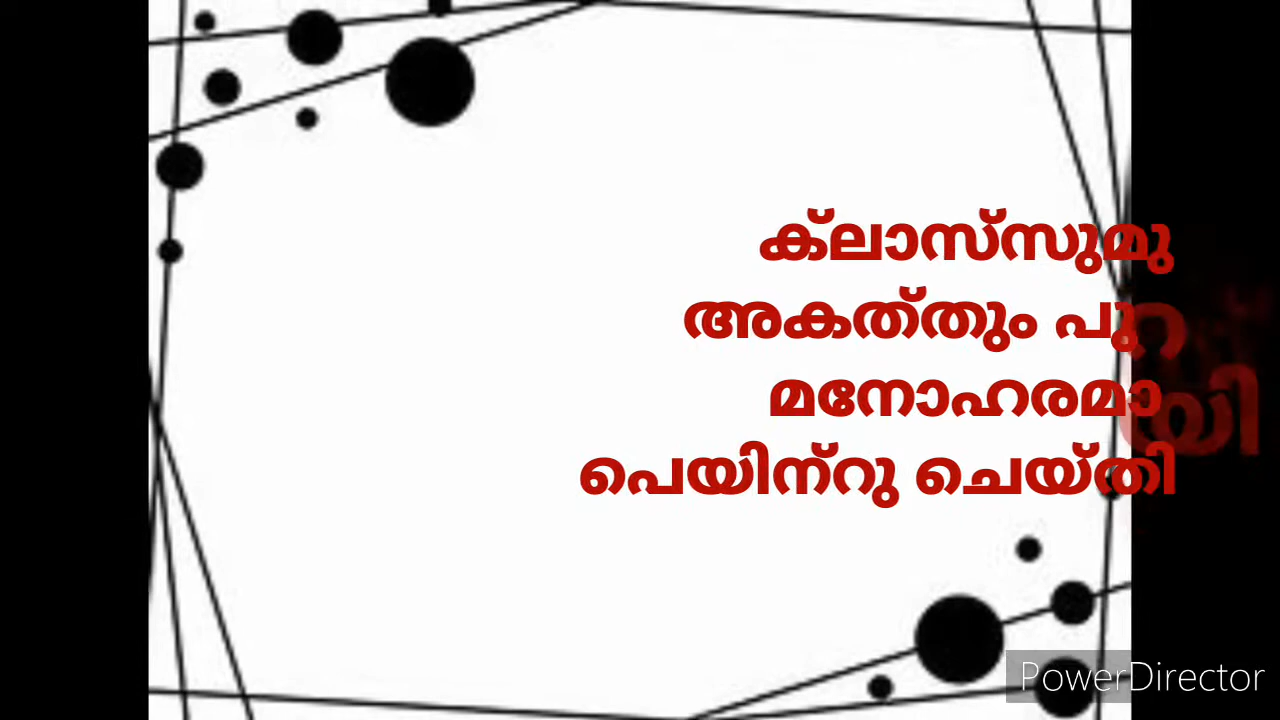 ക്ലാസ്സുമു
അകത്തും പുറ
മനോഹരമായി
പെയിന്റു ചെയ്തി
PowerDirector